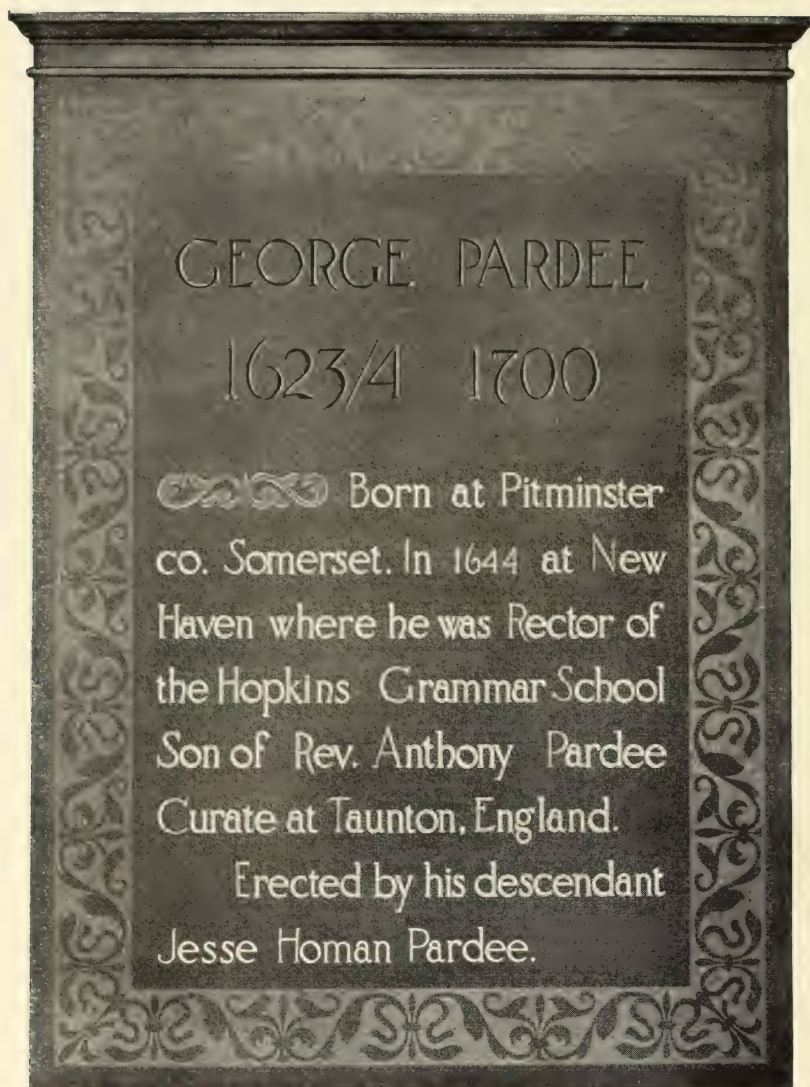 GEORGE PARDEE
1623/4 1700
Born at Pitminster
co. Somerset. In 1644 at New
Haven where he was Rector of
the Hopkins Grammar School
Son of Rev. Anthony Pardee
Curate at Taunton, England.
Erected by his descendant
Jesse Homan Pardee.